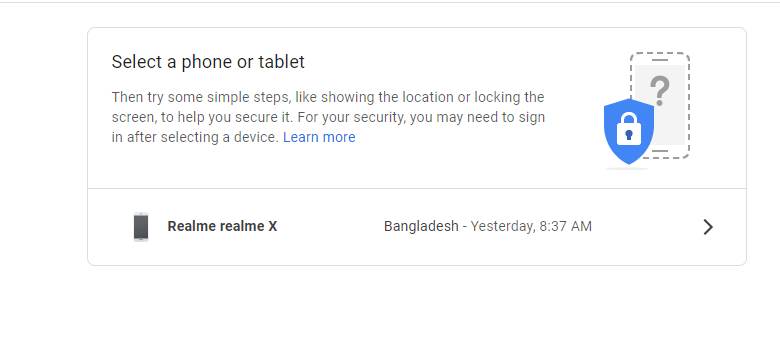 Select a phone or tablet
Then try some simple steps, like showing the location or locking the
screen, to help you secure it. For your security, you may need to sign
in after selecting a device. Learn more
Realme realme X Bangladesh - Yesterday, 8:37 AM